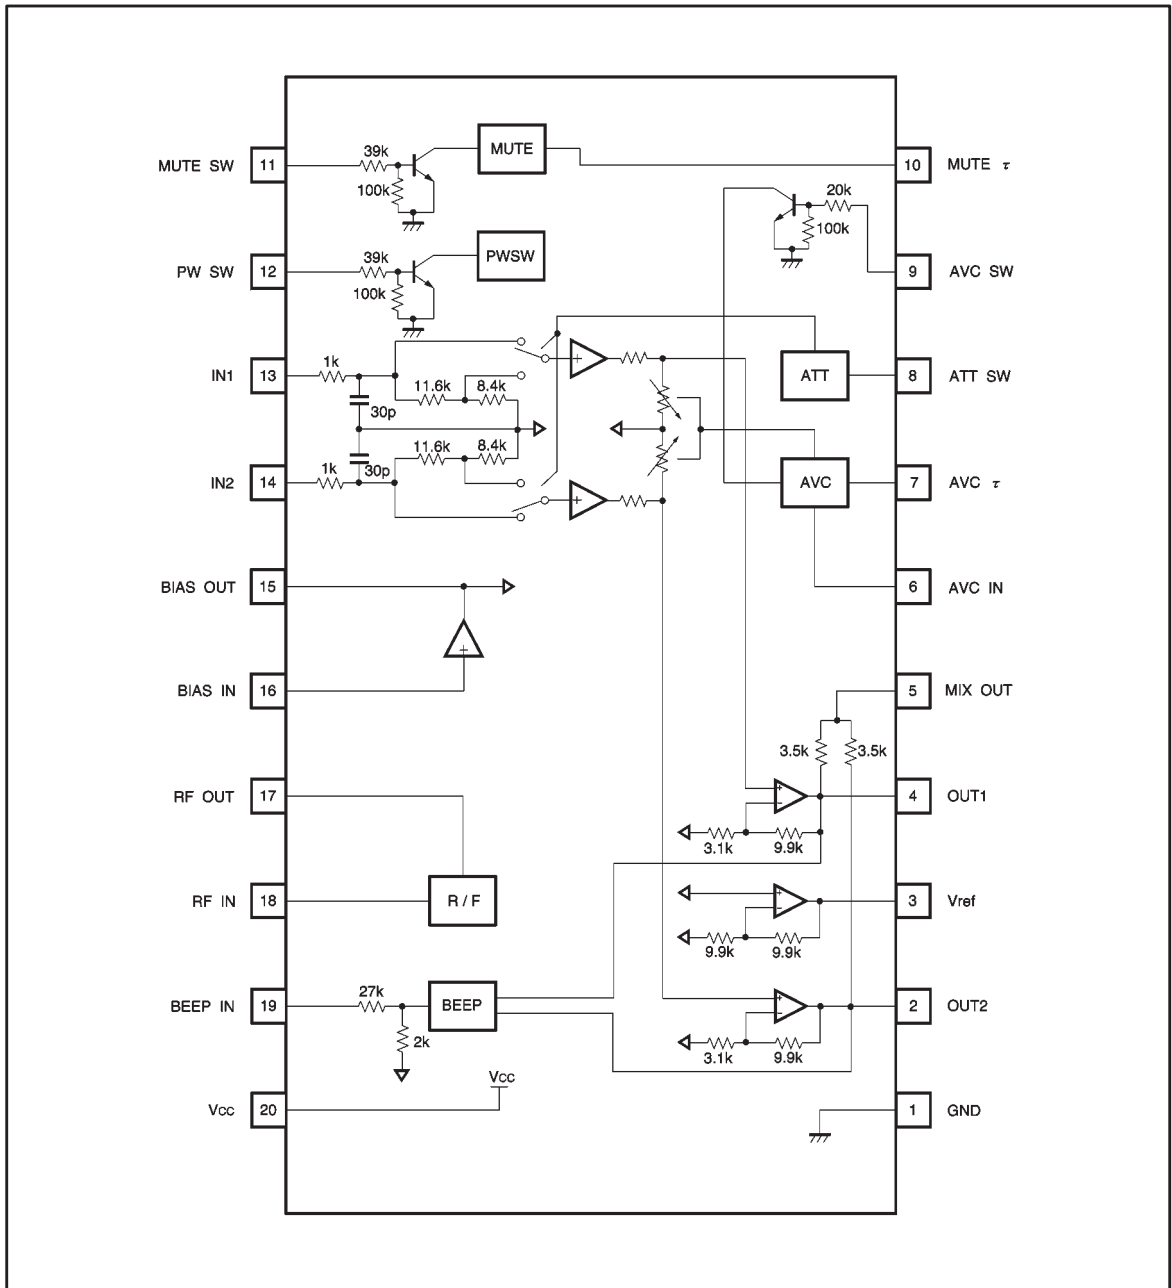 MUTE SW 11 39k MUTE 10 MUTE τ
100k
20k
100k
PW SW 12 39k PWSW 9 AVC SW
100k
IN1 13 1k 11.6k 8.4k + ATT 8 ATT SW
30p
IN2 14 1k 11.6k 8.4k + AVC 7 AVC τ
30p
BIAS OUT 15 6 AVC IN
+
BIAS IN 16 5 MIX OUT
3.5k 3.5k
RF OUT 17 + − 4 OUT1
3.1k 9.9k
RF IN 18 R / F + − 3 Vref
9.9k 9.9k
BEEP IN 19 27k BEEP + − 2 OUT2
2k 3.1k 9.9k
Vcc
Vcc 20 1 GND